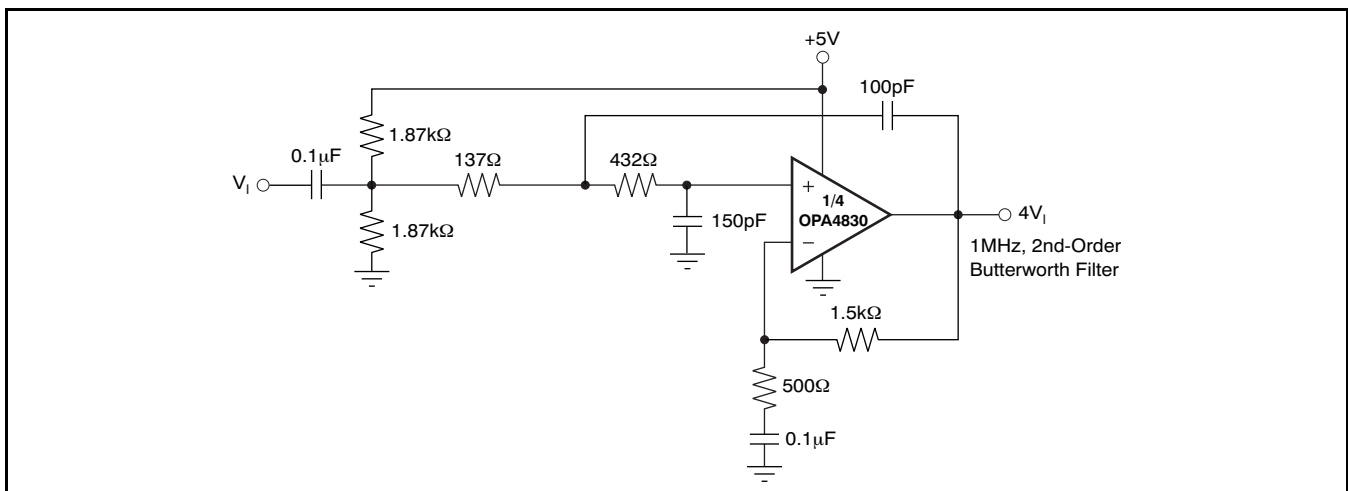 +5V
100pF
1.87kΩ
0.1μF
137Ω
432Ω
V_I
+
1/4
OPA4830
−
150pF
4V_I
1.87kΩ
1MHz, 2nd-Order
Butterworth Filter
1.5kΩ
500Ω
0.1μF